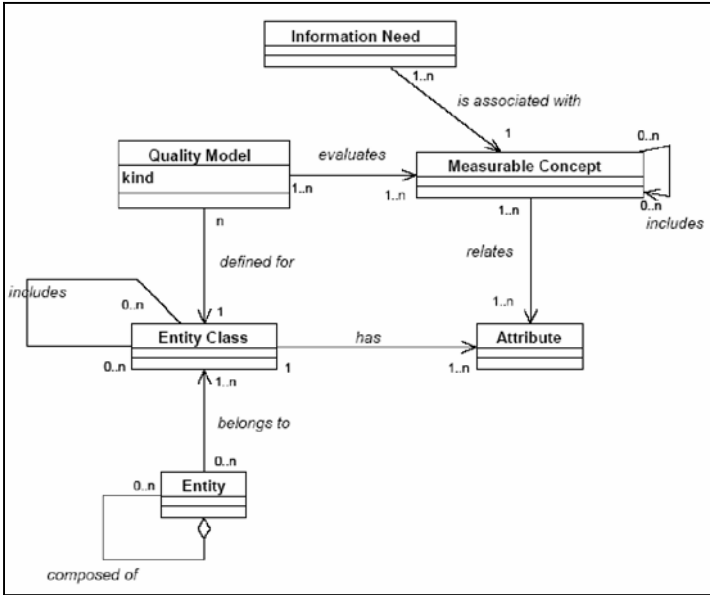 Information Need
1..n
is associated with
1
0..n
Quality Model
kind
evaluates
Measurable Concept
1..n
1..n
1..n
0..n
includes
n
defined for
relates
includes
0..n
1
1..n
Entity Class
has
Attribute
0..n
1..n
1
1..n
belongs to
0..n
0..n
Entity
composed of